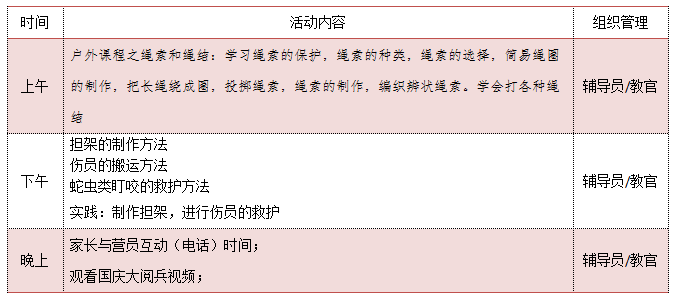 时间 活动内容 组织管理
户外课程之绳索和绳结：学习绳索的保护，绳索的种类，绳索的选择，简易绳圈
上午 的制作，把长绳绕成圈，投掷绳索，绳索的制作，编织辫状绳索。学会打各种绳 辅导员/教官
结
担架的制作方法
伤员的搬运方法
下午 蛇虫类叮咬的救护方法 辅导员/教官
实践：制作担架，进行伤员的救护
家长与营员互动（电话）时间；
晚上 辅导员/教官
观看国庆大阅兵视频；